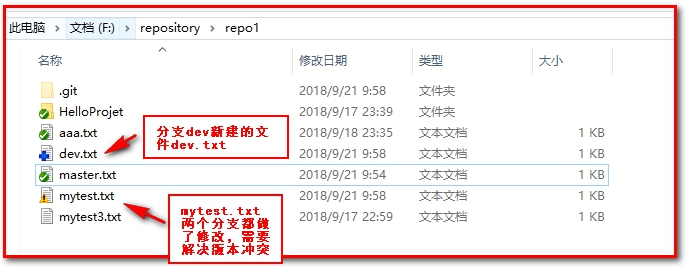 此电脑 文档 (F:) repository repo1
名称 修改日期 类型 大小
.git 2018/9/21 9:58 文件夹
HelloProjet 2018/9/17 23:39 文件夹
aaa.txt 2018/9/18 23:35 文本文档 1 KB
dev.txt 2018/9/21 9:58 文本文档 1 KB
master.txt 2018/9/21 9:54 文本文档 1 KB
mytest.txt 2018/9/21 9:58 文本文档 1 KB
mytest3.txt 2018/9/17 22:59 文本文档 1 KB
分支dev新建的文
件dev.txt
mytest.txt
两个分支都做
了修改，需要
解决版本冲突